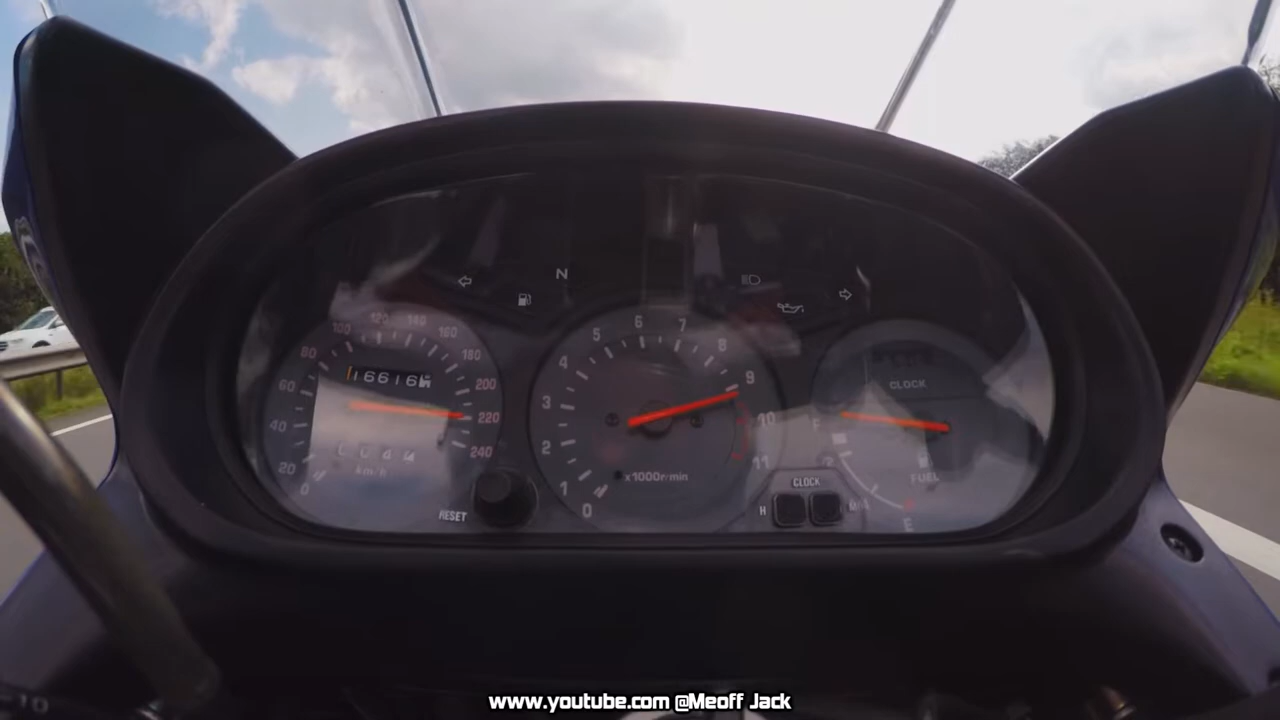 N
0 20 40 60 80 100 120 140 160 180 200 220 240
16616
km/h
RESET
0 1 2 3 4 5 6 7 8 9 10 11
x1000r/min
CLOCK
H
CLOCK
F
FUEL
E
www.youtube.com @Meoff Jack